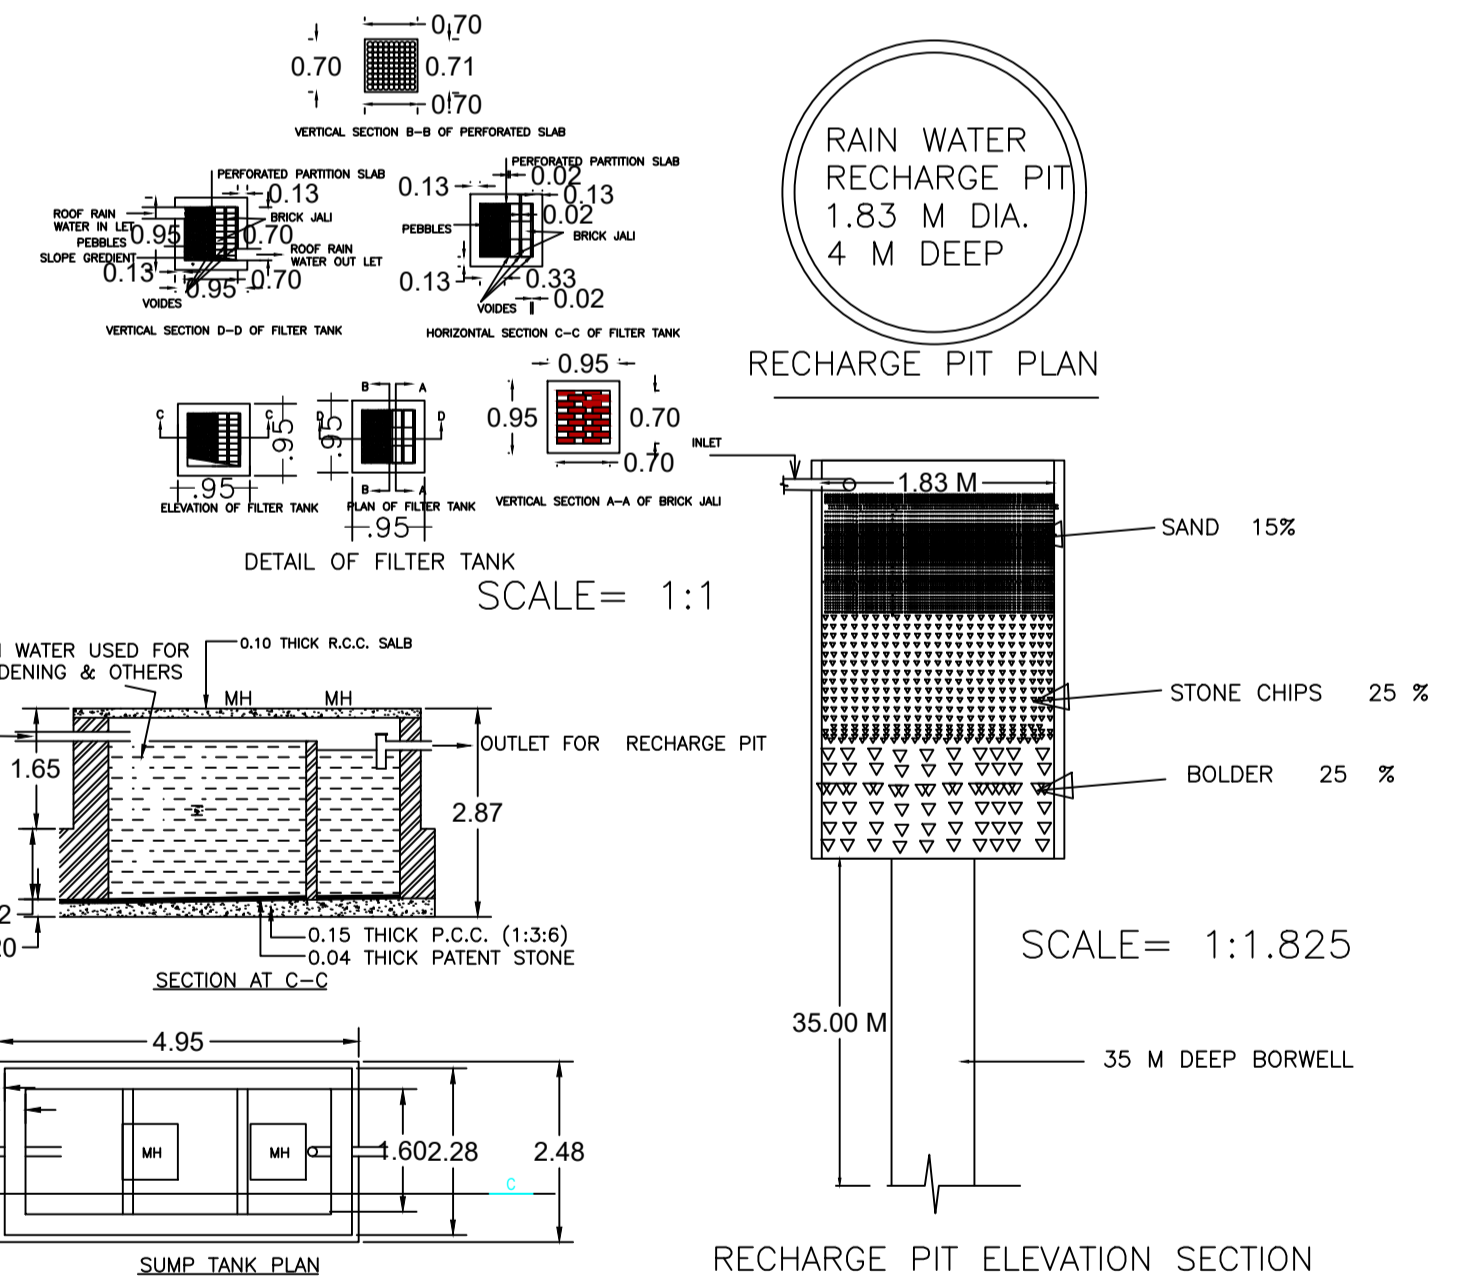 0.70
0.70
0.71
0.70
VERTICAL SECTION B-B OF PERFORATED SLAB
PERFORATED PARTITION SLAB
0.13
ROOF RAIN
WATER IN LET
0.95
BRICK JALI
0.70
PEBBLES
SLOPE GREDIENT
ROOF RAIN
WATER OUT LET
0.13
0.95
0.70
VOIDES
VERTICAL SECTION D-D OF FILTER TANK
PERFORATED PARTITION SLAB
0.02
0.13
0.13
0.02
PEBBLES
BRICK JALI
0.13
0.33
0.02
VOIDES
HORIZONTAL SECTION C-C OF FILTER TANK
RAIN WATER
RECHARGE PIT
1.83 M DIA.
4 M DEEP
RECHARGE PIT PLAN
C
C
.95
.95
ELEVATION OF FILTER TANK
B
A
D
D
.95
B
A
PLAN OF FILTER TANK
.95
0.95
0.95
0.70
0.70
VERTICAL SECTION A-A OF BRICK JALI
DETAIL OF FILTER TANK
SCALE= 1:1
INLET
1.83 M
SAND 15%
STONE CHIPS 25 %
BOLDER 25 %
35.00 M
35 M DEEP BORWELL
SCALE= 1:1.825
RECHARGE PIT ELEVATION SECTION
WATER USED FOR
DENING & OTHERS
0.10 THICK R.C.C. SALB
MH
MH
1.65
OUTLET FOR RECHARGE PIT
2.87
2
20
0.15 THICK P.C.C. (1:3:6)
0.04 THICK PATENT STONE
SECTION AT C-C
4.95
MH
MH
1.60
2.28
2.48
C
SUMP TANK PLAN